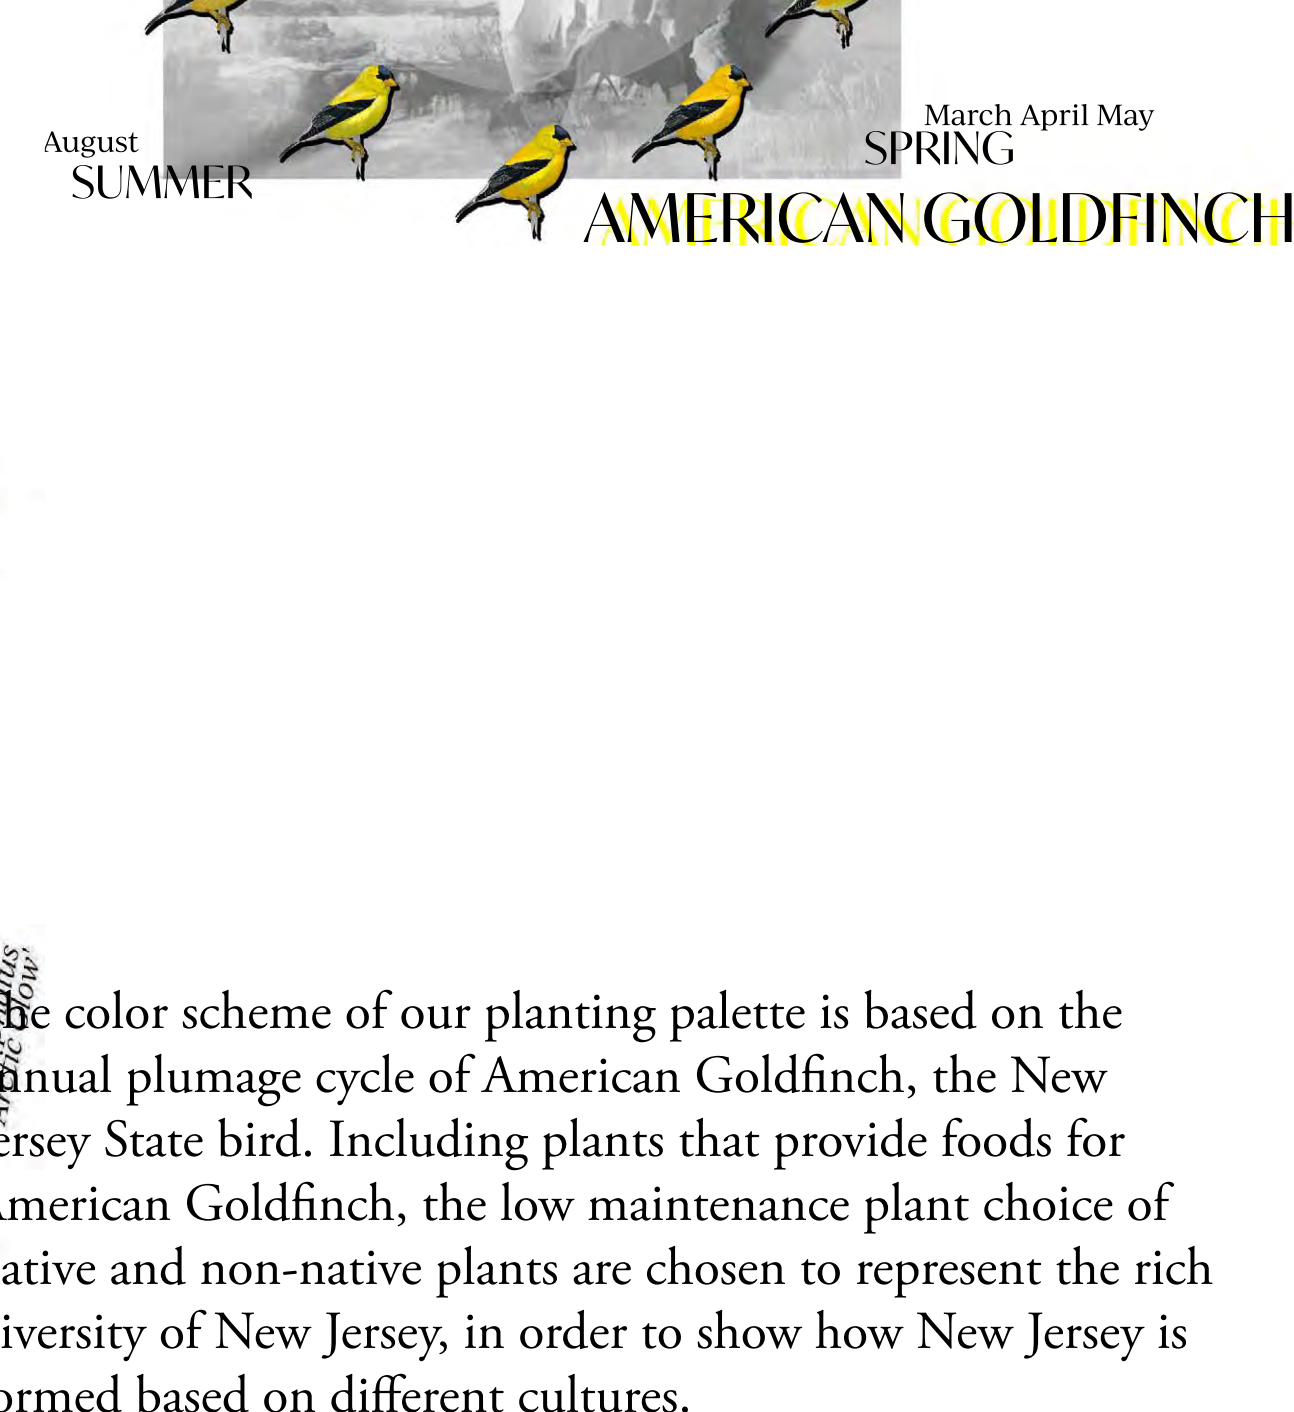 March April May
August
SPRING
SUMMER
AMERICAN GOLDFINCH
he color scheme of our planting palette is based on the
nnual plumage cycle of American Goldfinch, the New
ersey State bird. Including plants that provide foods for
American Goldfinch, the low maintenance plant choice of
ative and non-native plants are chosen to represent the rich
iversity of New Jersey, in order to show how New Jersey is
ormed based on different cultures.